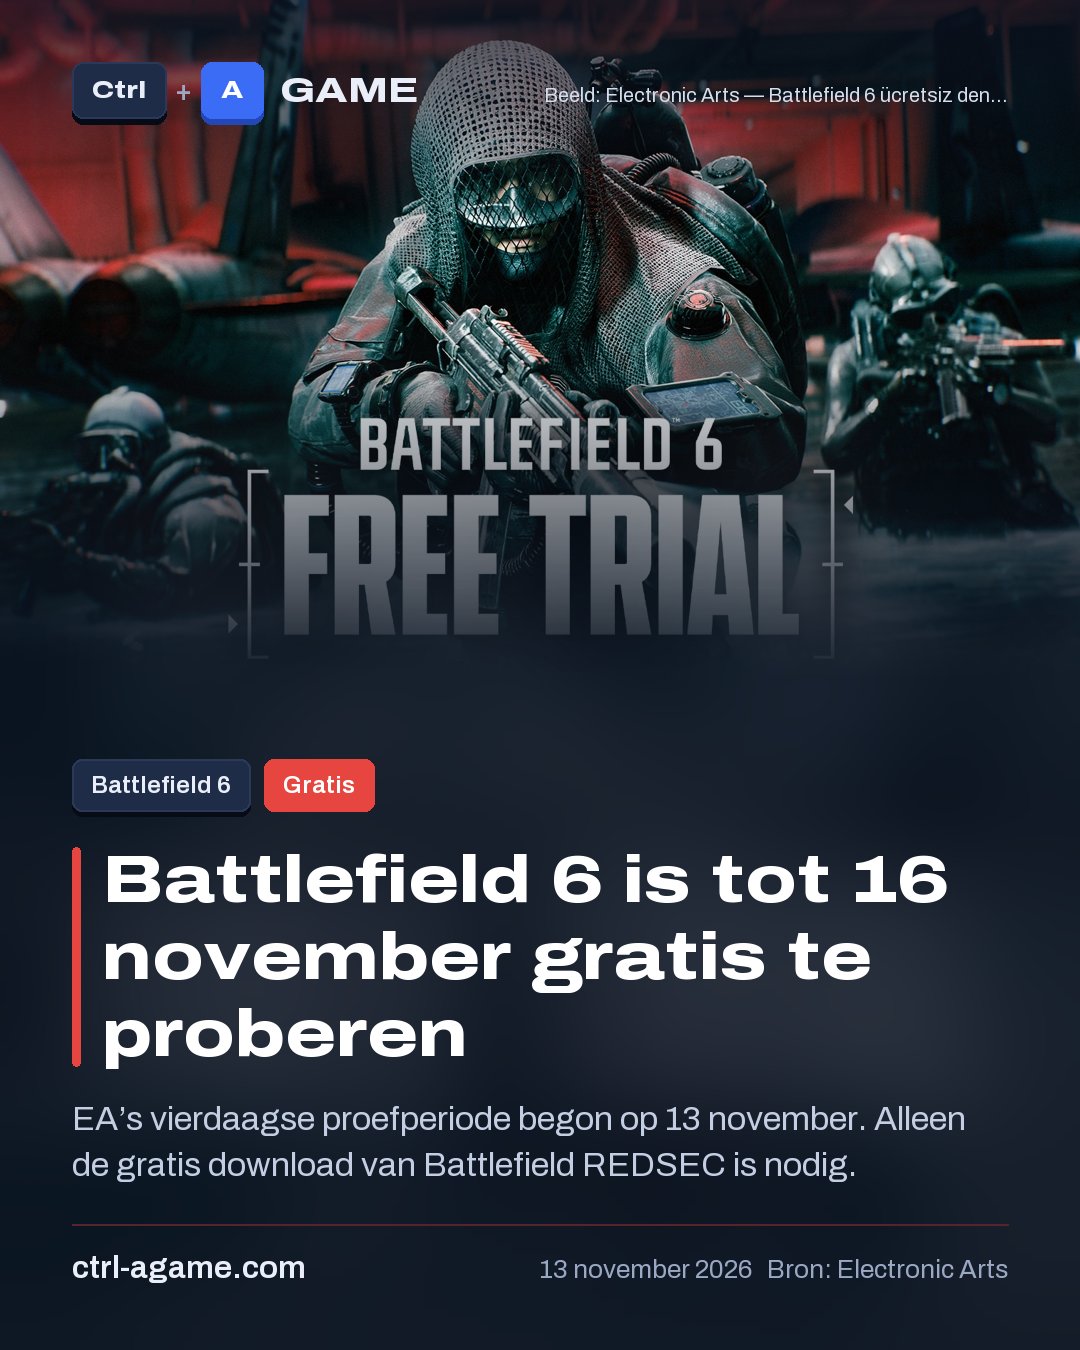 Ctrl + A GAME
Beeld: Electronic Arts — Battlefield 6 ücretsiz den...
BATTLEFIELD™ 6
FREE TRIAL
Battlefield 6 Gratis
Battlefield 6 is tot 16
november gratis te
proberen
EA’s vierdaagse proefperiode begon op 13 november. Alleen
de gratis download van Battlefield REDSEC is nodig.
ctrl-agame.com
13 november 2026 Bron: Electronic Arts